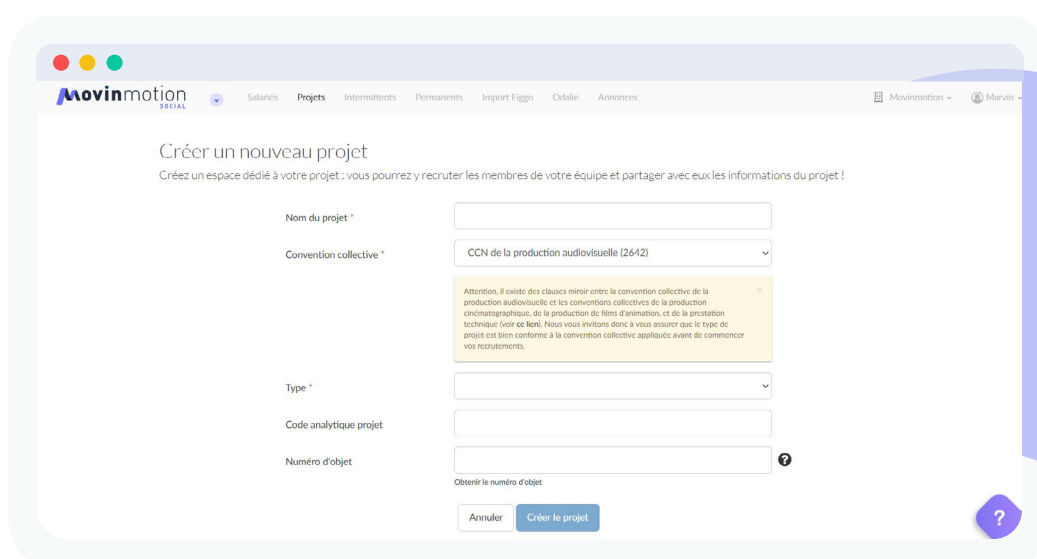 Movinmotion
SOCIAL
Salariés Projets Intermittents Permanents Import Figgo Odalie Annonces Movinmotion Marvin
Créer un nouveau projet
Créez un espace dédié à votre projet : vous pourrez y recruter les membres de votre équipe et partager avec eux les informations du projet !
Nom du projet *
Convention collective * CCN de la production audiovisuelle (2642)
Attention, il existe des clauses miroir entre la convention collective de la ×
production audiovisuelle et les conventions collectives de la production
cinématographique, de la production de films d'animation, et de la prestation
technique (voir ce lien). Nous vous invitons donc à vous assurer que le type de
projet est bien conforme à la convention collective appliquée avant de commencer
vos recrutements.
Type *
Code analytique projet
Numéro d'objet ?
Obtenir le numéro d'objet
Annuler Créer le projet
?